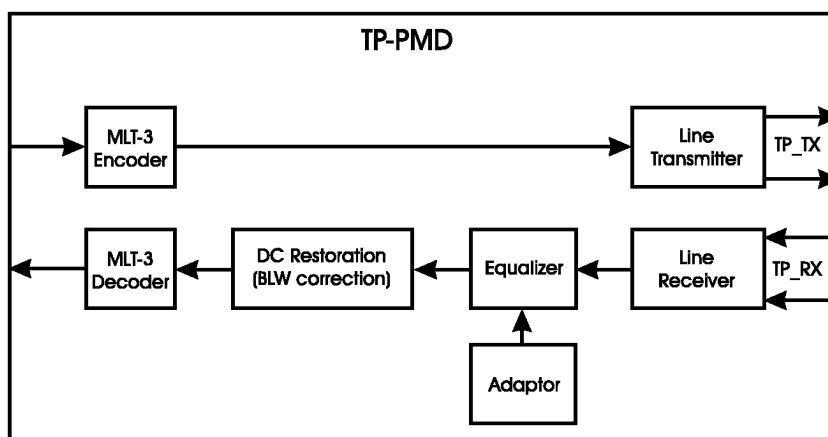 TP-PMD
MLT-3
Encoder
Line
Transmitter
TP_TX
MLT-3
Decoder
DC Restoration
(BLW correction)
Equalizer
Line
Receiver
TP_RX
Adaptor